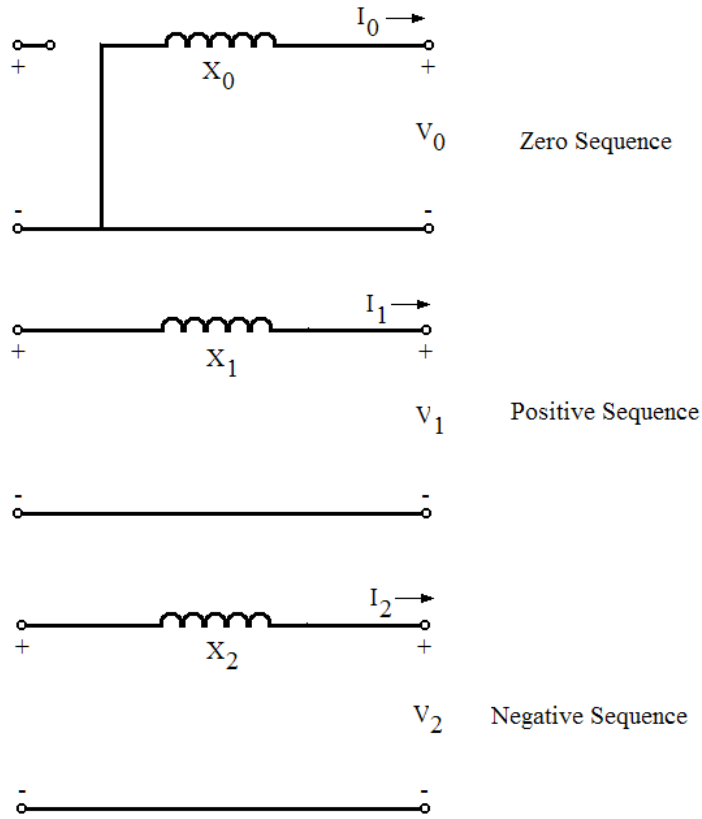 I0
+
X0
+
V0
Zero Sequence
-
-
I1
+
X1
+
V1
Positive Sequence
-
-
I2
+
X2
+
V2
Negative Sequence
-
-